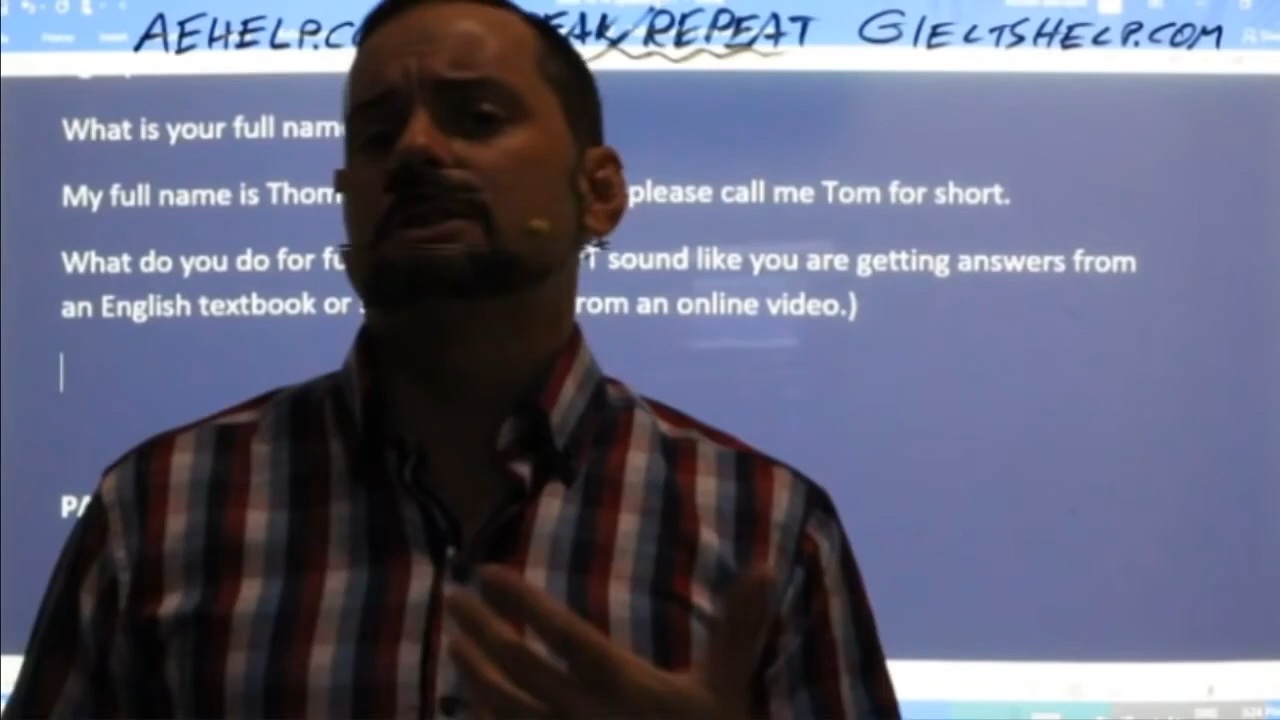 AEHELP.C EAK/REPEAT GIELTSHELP.COM
What is your full nam
My full name is Thom please call me Tom for short.
What do you do for fu T sound like you are getting answers from
an English textbook or rom an online video.)
PA